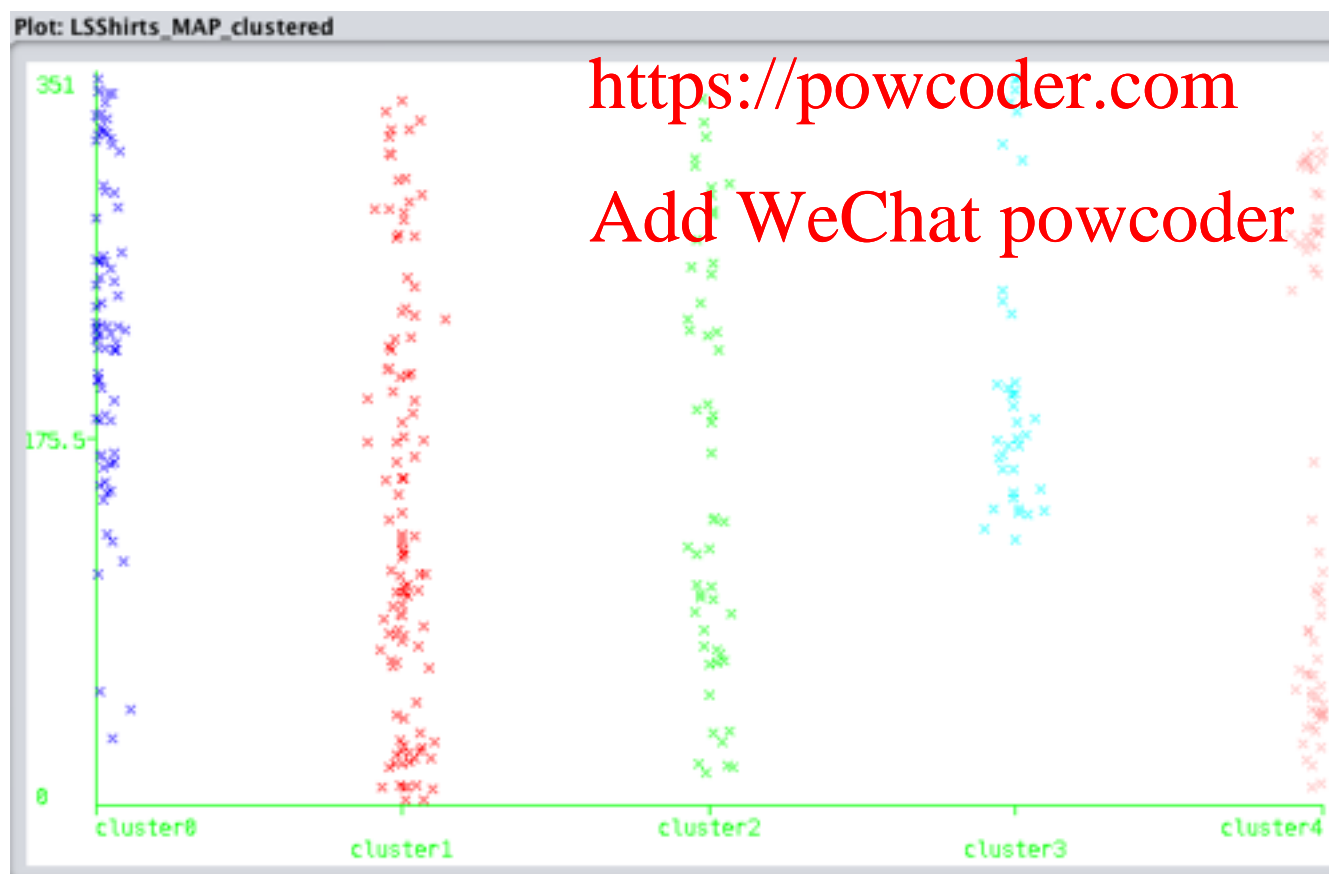 Plot: LSShirts_MAP_clustered
351
https://powcoder.com
Add WeChat powcoder
175.5
0
cluster0
cluster1
cluster2
cluster3
cluster4